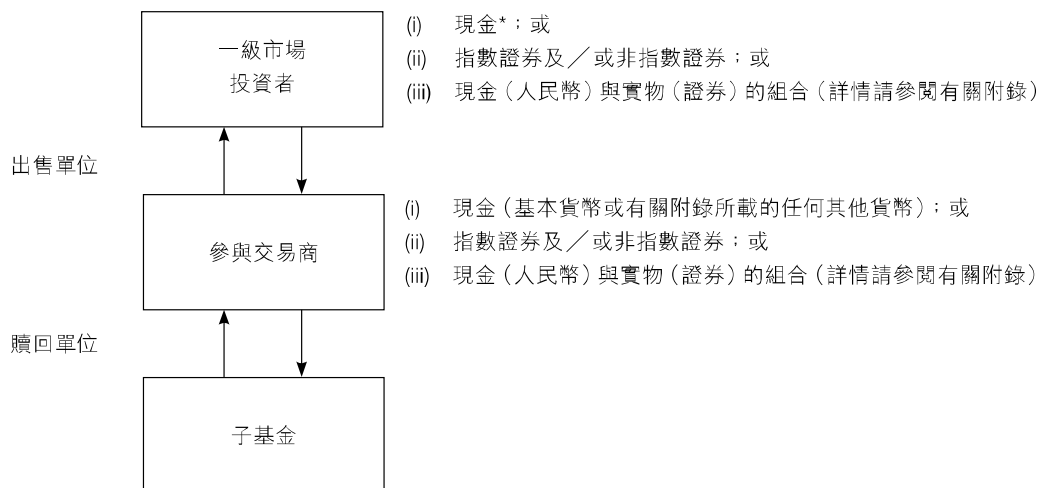 一級市場
投資者
(i) 現金*；或
(ii) 指數證券及／或非指數證券；或
(iii) 現金（人民幣）與實物（證券）的組合（詳情請參閱有關附錄）
出售單位
參與交易商
(i) 現金（基本貨幣或有關附錄所載的任何其他貨幣）；或
(ii) 指數證券及／或非指數證券；或
(iii) 現金（人民幣）與實物（證券）的組合（詳情請參閱有關附錄）
贖回單位
子基金